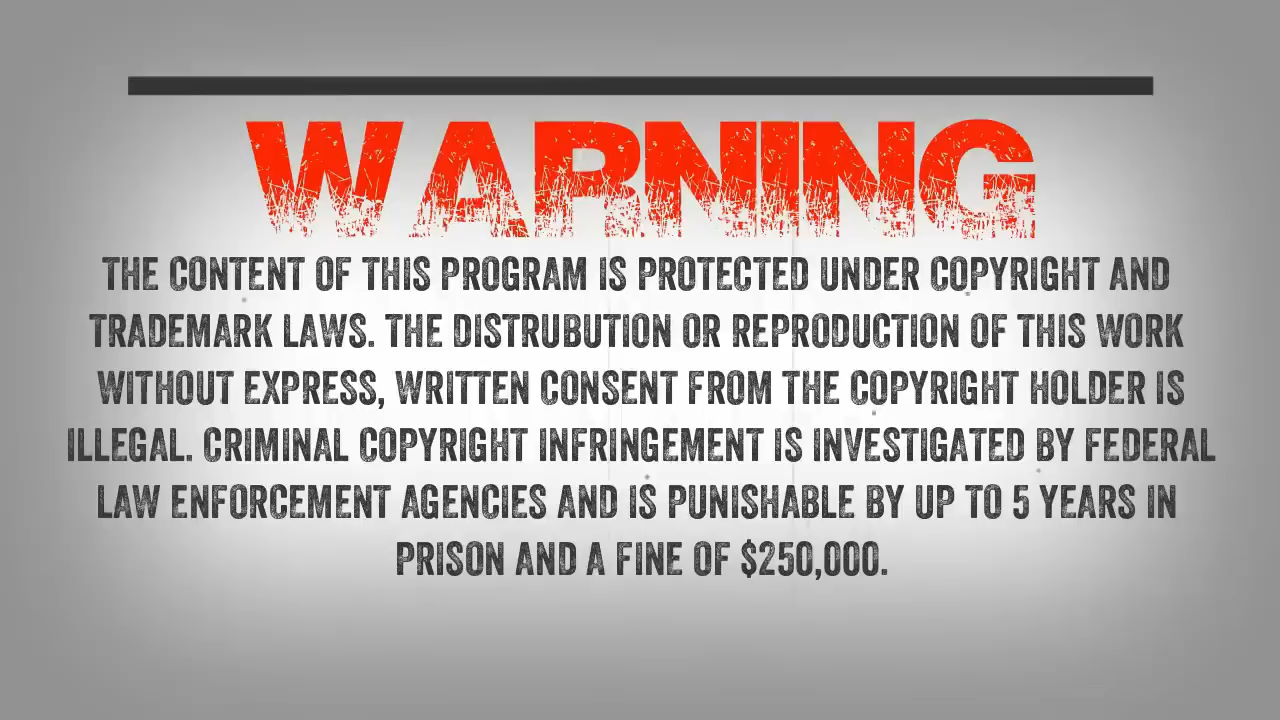 WARNING
THE CONTENT OF THIS PROGRAM IS PROTECTED UNDER COPYRIGHT AND
TRADEMARK LAWS. THE DISTRUBUTION OR REPRODUCTION OF THIS WORK
WITHOUT EXPRESS, WRITTEN CONSENT FROM THE COPYRIGHT HOLDER IS
ILLEGAL. CRIMINAL COPYRIGHT INFRINGEMENT IS INVESTIGATED BY FEDERAL
LAW ENFORCEMENT AGENCIES AND IS PUNISHABLE BY UP TO 5 YEARS IN
PRISON AND A FINE OF $250,000.